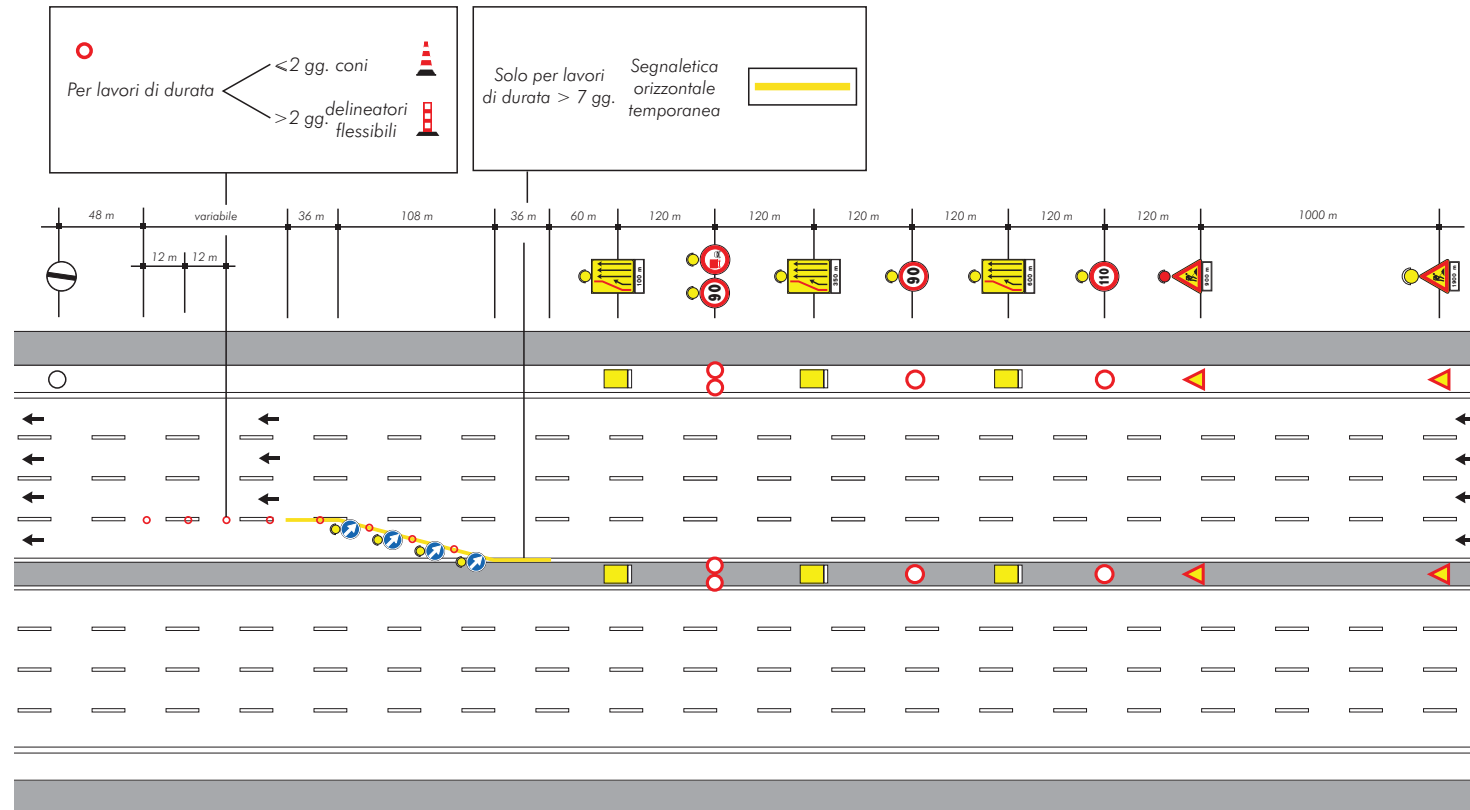 Per lavori di durata
⩽2 gg. coni
>2 gg. delineatori
flessibili
Solo per lavori
di durata > 7 gg.
Segnaletica
orizzontale
temporanea
48 m
variabile
36 m
108 m
36 m
60 m
120 m
120 m
120 m
120 m
120 m
120 m
1000 m
12 m
12 m
100 m
90
350 m
90
600 m
110
900 m
1900 m